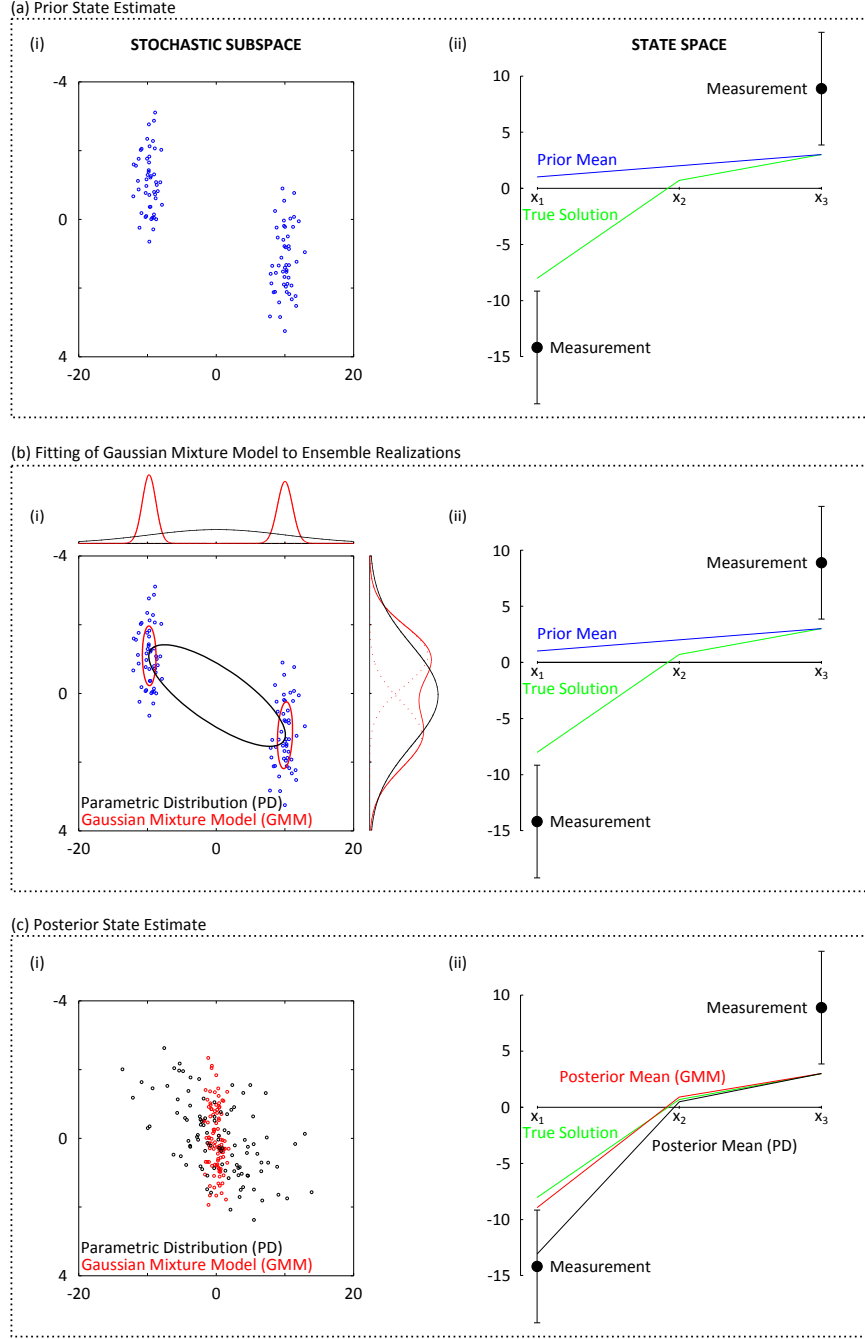 (a) Prior State Estimate
(i)
STOCHASTIC SUBSPACE
-4
0
4
-20
0
20
(ii)
STATE SPACE
10
5
0
-5
-10
-15
Measurement
Prior Mean
x1
x2
x3
True Solution
Measurement
(b) Fitting of Gaussian Mixture Model to Ensemble Realizations
(i)
-4
0
4
Parametric Distribution (PD)
Gaussian Mixture Model (GMM)
-20
0
20
(ii)
10
5
0
-5
-10
-15
Measurement
Prior Mean
x1
x2
x3
True Solution
Measurement
(c) Posterior State Estimate
(i)
-4
0
4
Parametric Distribution (PD)
Gaussian Mixture Model (GMM)
-20
0
20
(ii)
10
5
0
-5
-10
-15
Measurement
Posterior Mean (GMM)
x1
x2
x3
True Solution
Posterior Mean (PD)
Measurement